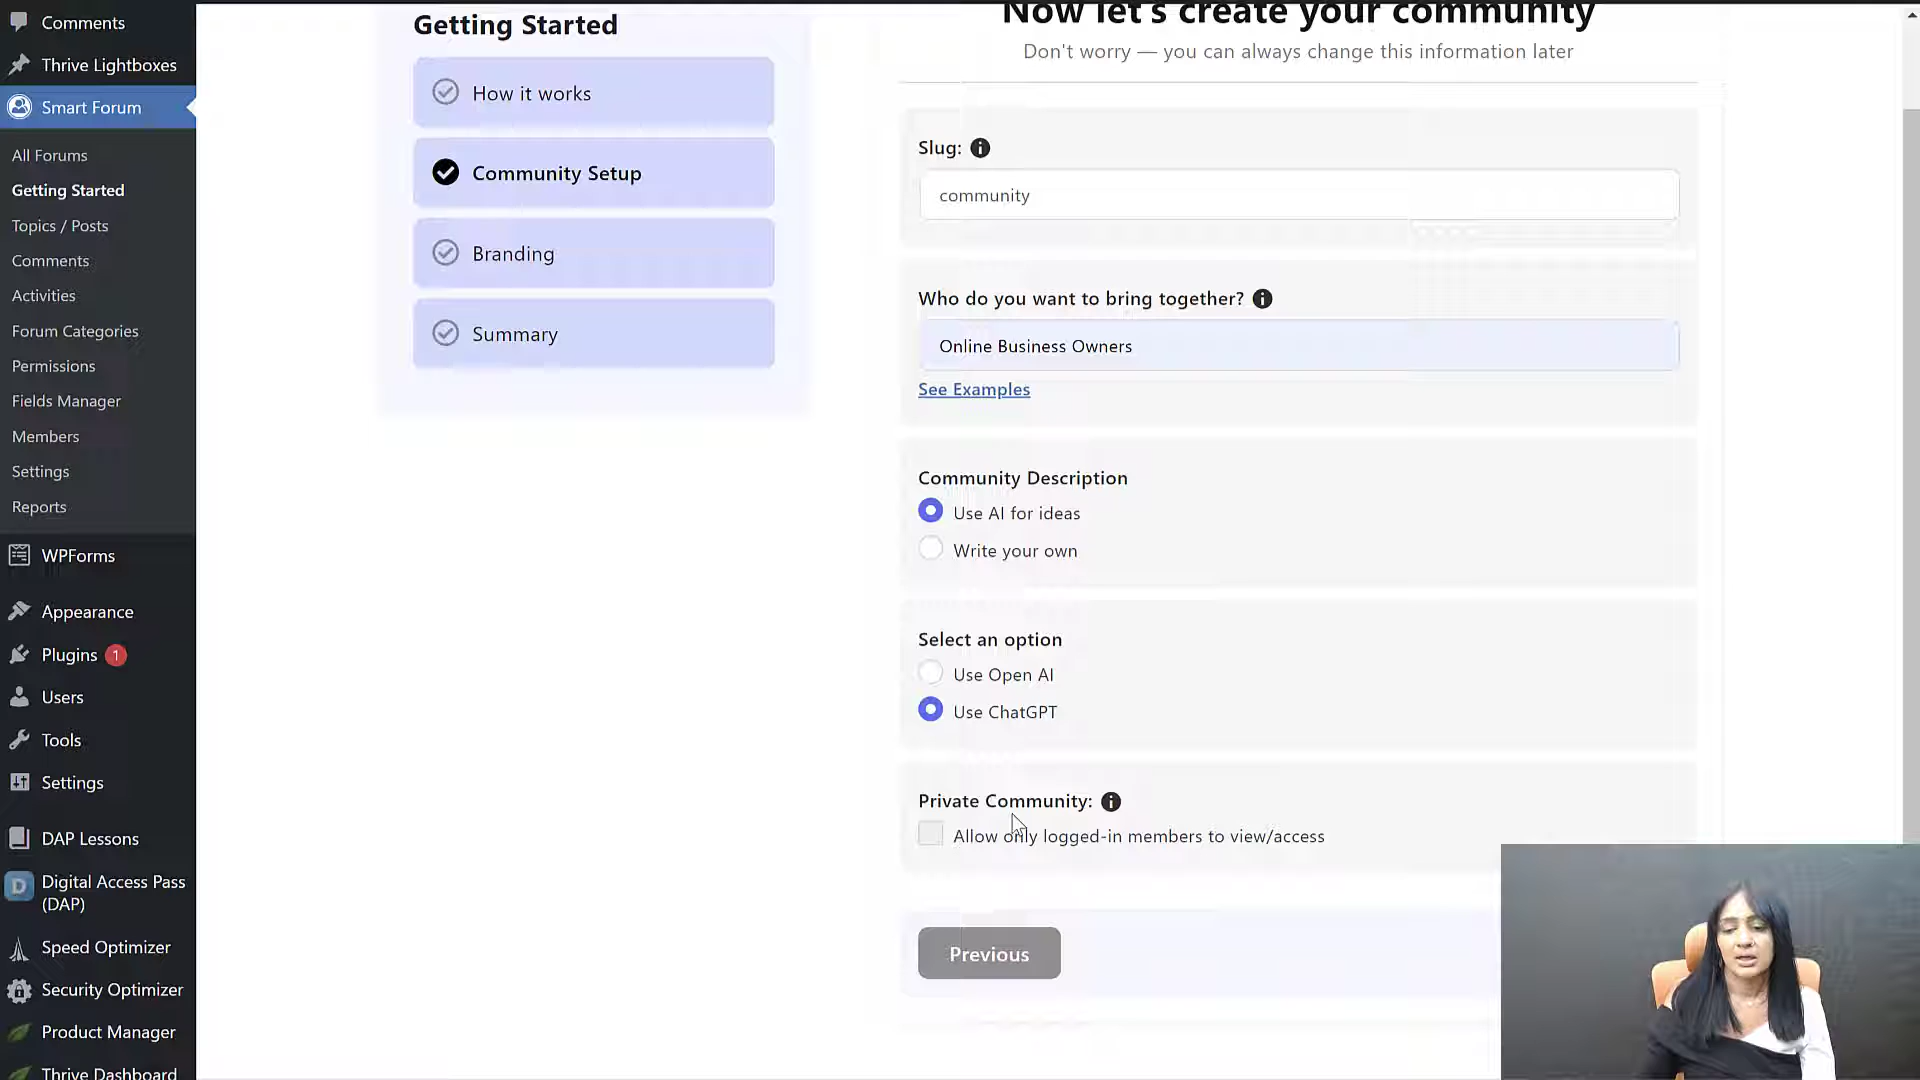 Comments
Thrive Lightboxes
Smart Forum
All Forums
Getting Started
Topics / Posts
Comments
Activities
Forum Categories
Permissions
Fields Manager
Members
Settings
Reports
WPForms
Appearance
Plugins 1
Users
Tools
Settings
DAP Lessons
Digital Access Pass
(DAP)
Speed Optimizer
Security Optimizer
Product Manager
Thrive Dashboard
Getting Started
How it works
Community Setup
Branding
Summary
Now let's create your community
Don't worry — you can always change this information later
Slug:
community
Who do you want to bring together?
Online Business Owners
See Examples
Community Description
Use AI for ideas
Write your own
Select an option
Use Open AI
Use ChatGPT
Private Community:
Allow only logged-in members to view/access
Previous